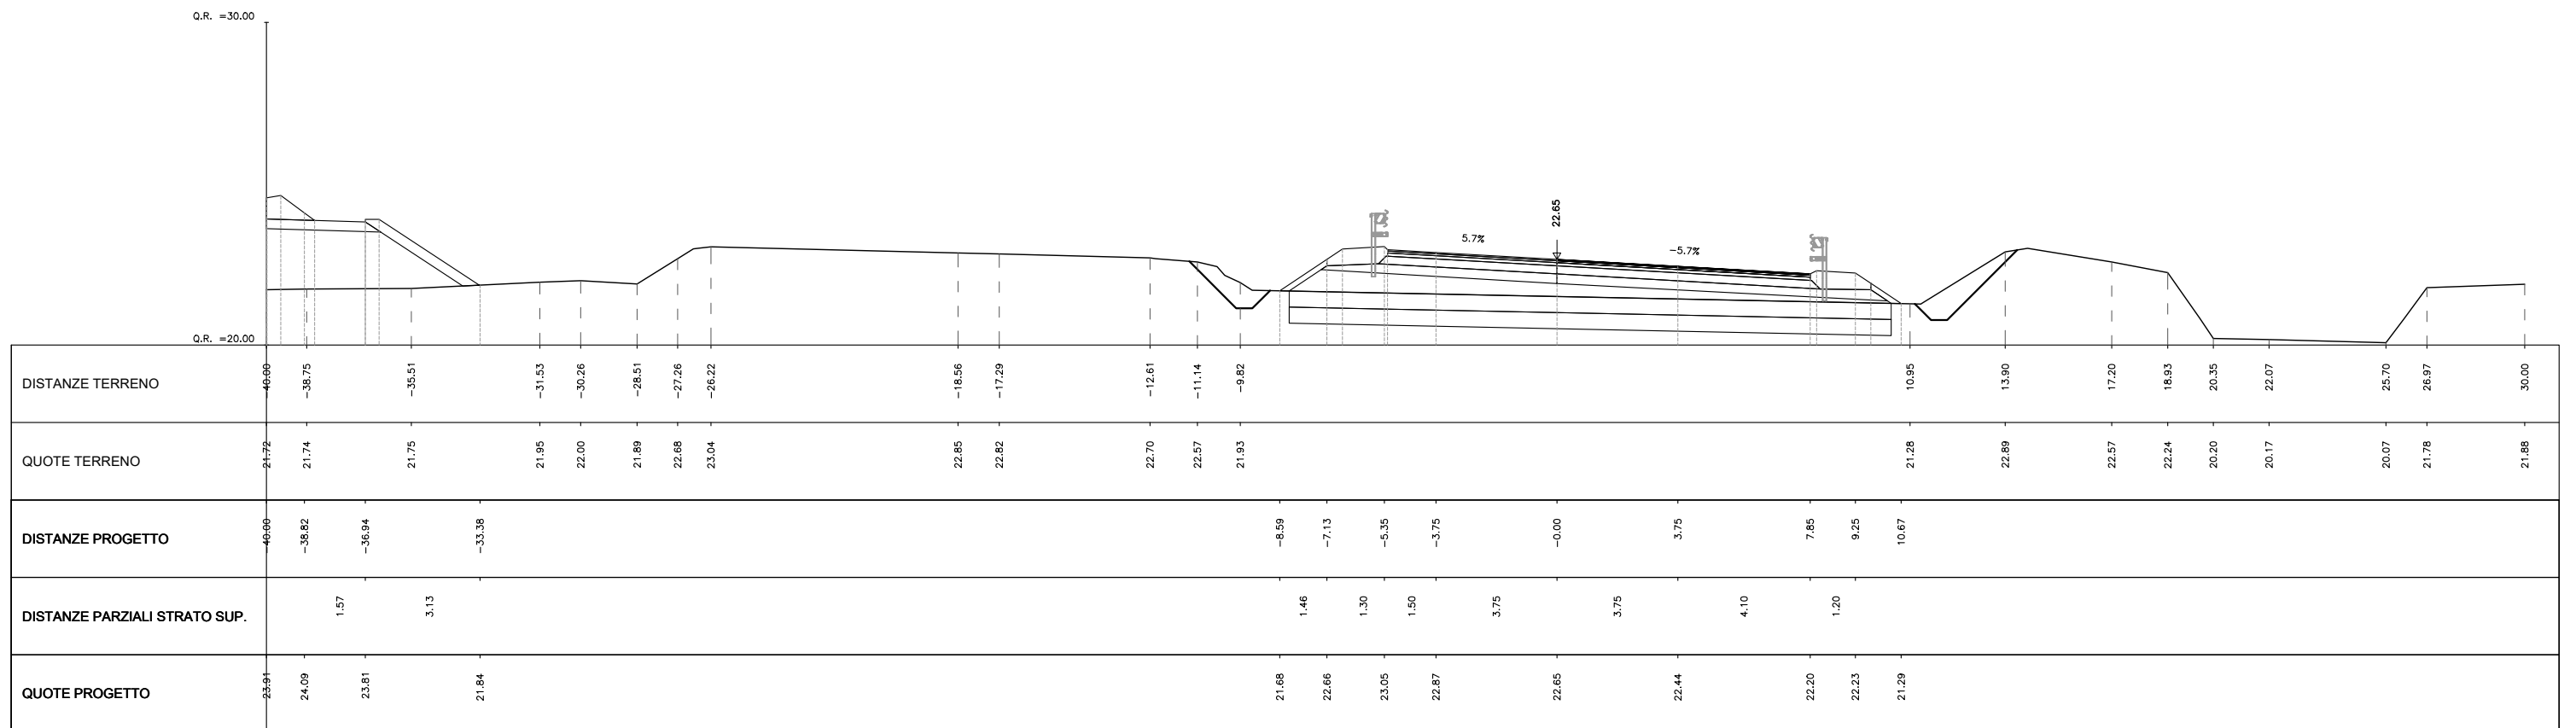 Q.R. =30.00
22.65
5.7%
-5.7%
Q.R. =20.00
DISTANZE TERRENO -40.00 -38.75 -35.51 -31.53 -30.26 -28.51 -27.26 -26.22 -18.56 -17.29 -12.61 -11.14 -9.82 10.95 13.90 17.20 18.93 20.35 22.07 25.70 26.97 30.00
QUOTE TERRENO 21.72 21.74 21.75 21.95 22.00 21.89 22.68 23.04 22.85 22.82 22.70 22.57 21.93 21.28 22.89 22.57 22.24 20.20 20.17 20.07 21.78 21.88
DISTANZE PROGETTO -40.00 -38.82 -36.94 -33.38 -8.59 -7.13 -5.35 -3.75 -0.00 3.75 7.85 9.25 10.67
DISTANZE PARZIALI STRATO SUP. 1.57 3.13 1.46 1.30 1.50 3.75 3.75 4.10 1.20
QUOTE PROGETTO 23.91 24.09 23.81 21.84 21.68 22.66 23.05 22.87 22.65 22.44 22.20 22.23 21.29